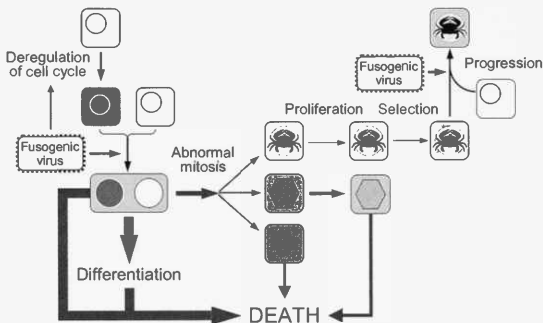 Deregulation
of cell cycle
Fusogenic
virus
Progression
Fusogenic
virus
Proliferation
Selection
Abnormal
mitosis
Differentiation
DEATH